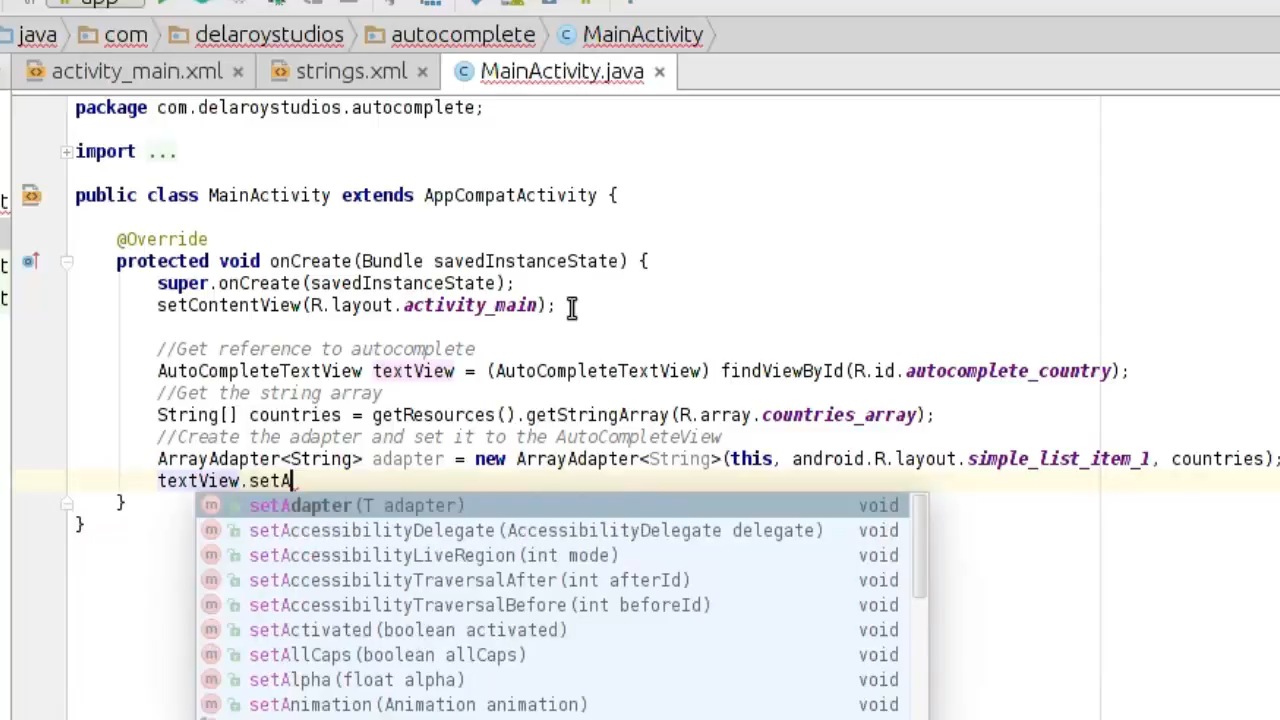 app
java com delaroystudios autocomplete MainActivity
activity_main.xml strings.xml MainActivity.java
package com.delaroystudios.autocomplete;
import ...
public class MainActivity extends AppCompatActivity {
@Override
protected void onCreate(Bundle savedInstanceState) {
super.onCreate(savedInstanceState);
setContentView(R.layout.activity_main);
//Get reference to autocomplete
AutoCompleteTextView textView = (AutoCompleteTextView) findViewById(R.id.autocomplete_country);
//Get the string array
String[] countries = getResources().getStringArray(R.array.countries_array);
//Create the adapter and set it to the AutoCompleteView
ArrayAdapter<String> adapter = new ArrayAdapter<String>(this, android.R.layout.simple_list_item_1, countries);
textView.setA
}
}
setAdapter(T adapter) void
setAccessibilityDelegate(AccessibilityDelegate delegate) void
setAccessibilityLiveRegion(int mode) void
setAccessibilityTraversalAfter(int afterId) void
setAccessibilityTraversalBefore(int beforeId) void
setActivated(boolean activated) void
setAllCaps(boolean allCaps) void
setAlpha(float alpha) void
setAnimation(Animation animation) void